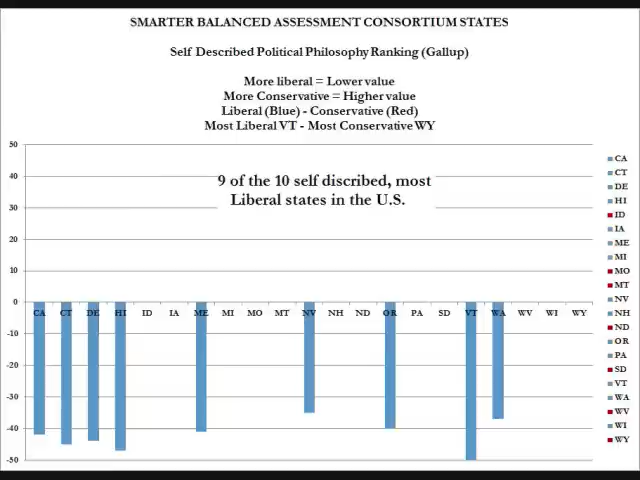 SMARTER BALANCED ASSESSMENT CONSORTIUM STATES
Self Described Political Philosophy Ranking (Gallup)
More liberal = Lower value
More Conservative = Higher value
Liberal (Blue) - Conservative (Red)
Most Liberal VT - Most Conservative WY
9 of the 10 self discribed, most
Liberal states in the U.S.
50
40
30
20
10
0
-10
-20
-30
-40
-50
CA CT DE HI ID IA ME MI MO MT NV NH ND OR PA SD VT WA WV WI WY
CA
CT
DE
HI
ID
IA
ME
MI
MO
MT
NV
NH
ND
OR
PA
SD
VT
WA
WV
WI
WY